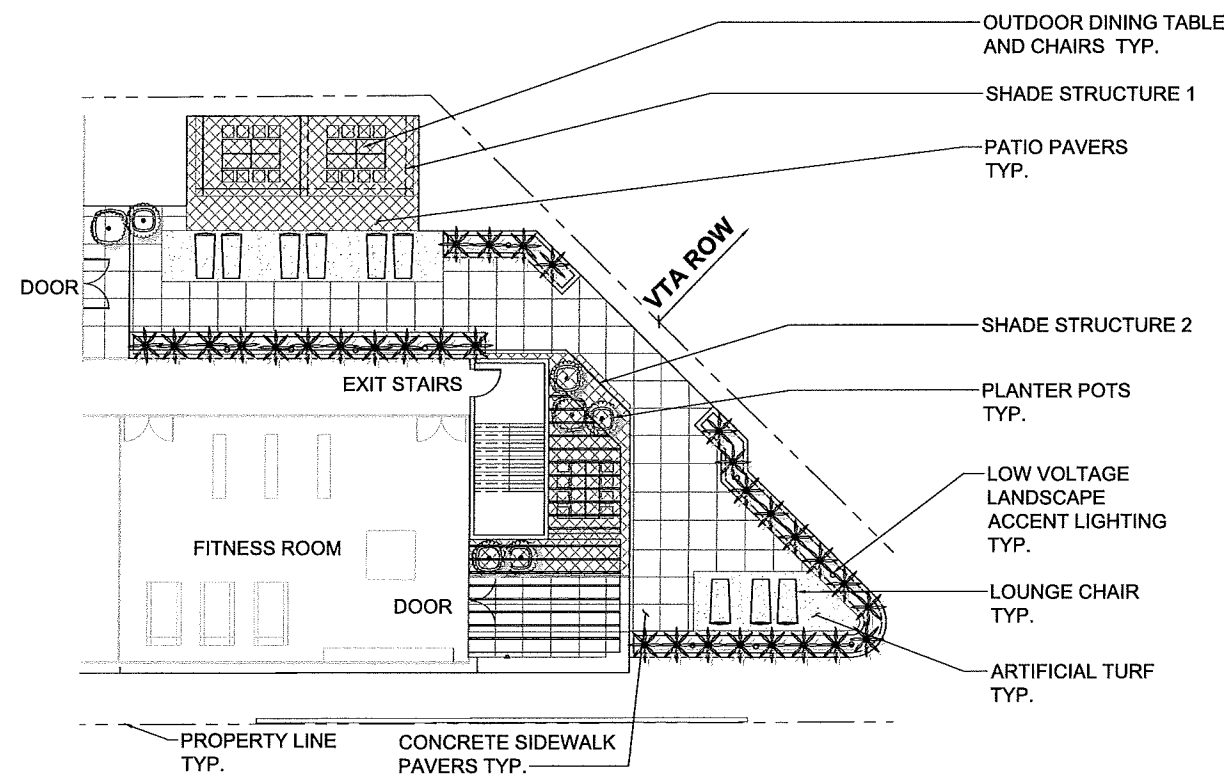 OUTDOOR DINING TABLE
AND CHAIRS TYP.
SHADE STRUCTURE 1
PATIO PAVERS
TYP.
VTA ROW
DOOR
SHADE STRUCTURE 2
EXIT STAIRS
PLANTER POTS
TYP.
LOW VOLTAGE
LANDSCAPE
ACCENT LIGHTING
TYP.
FITNESS ROOM
DOOR
LOUNGE CHAIR
TYP.
ARTIFICIAL TURF
TYP.
PROPERTY LINE
TYP.
CONCRETE SIDEWALK
PAVERS TYP.